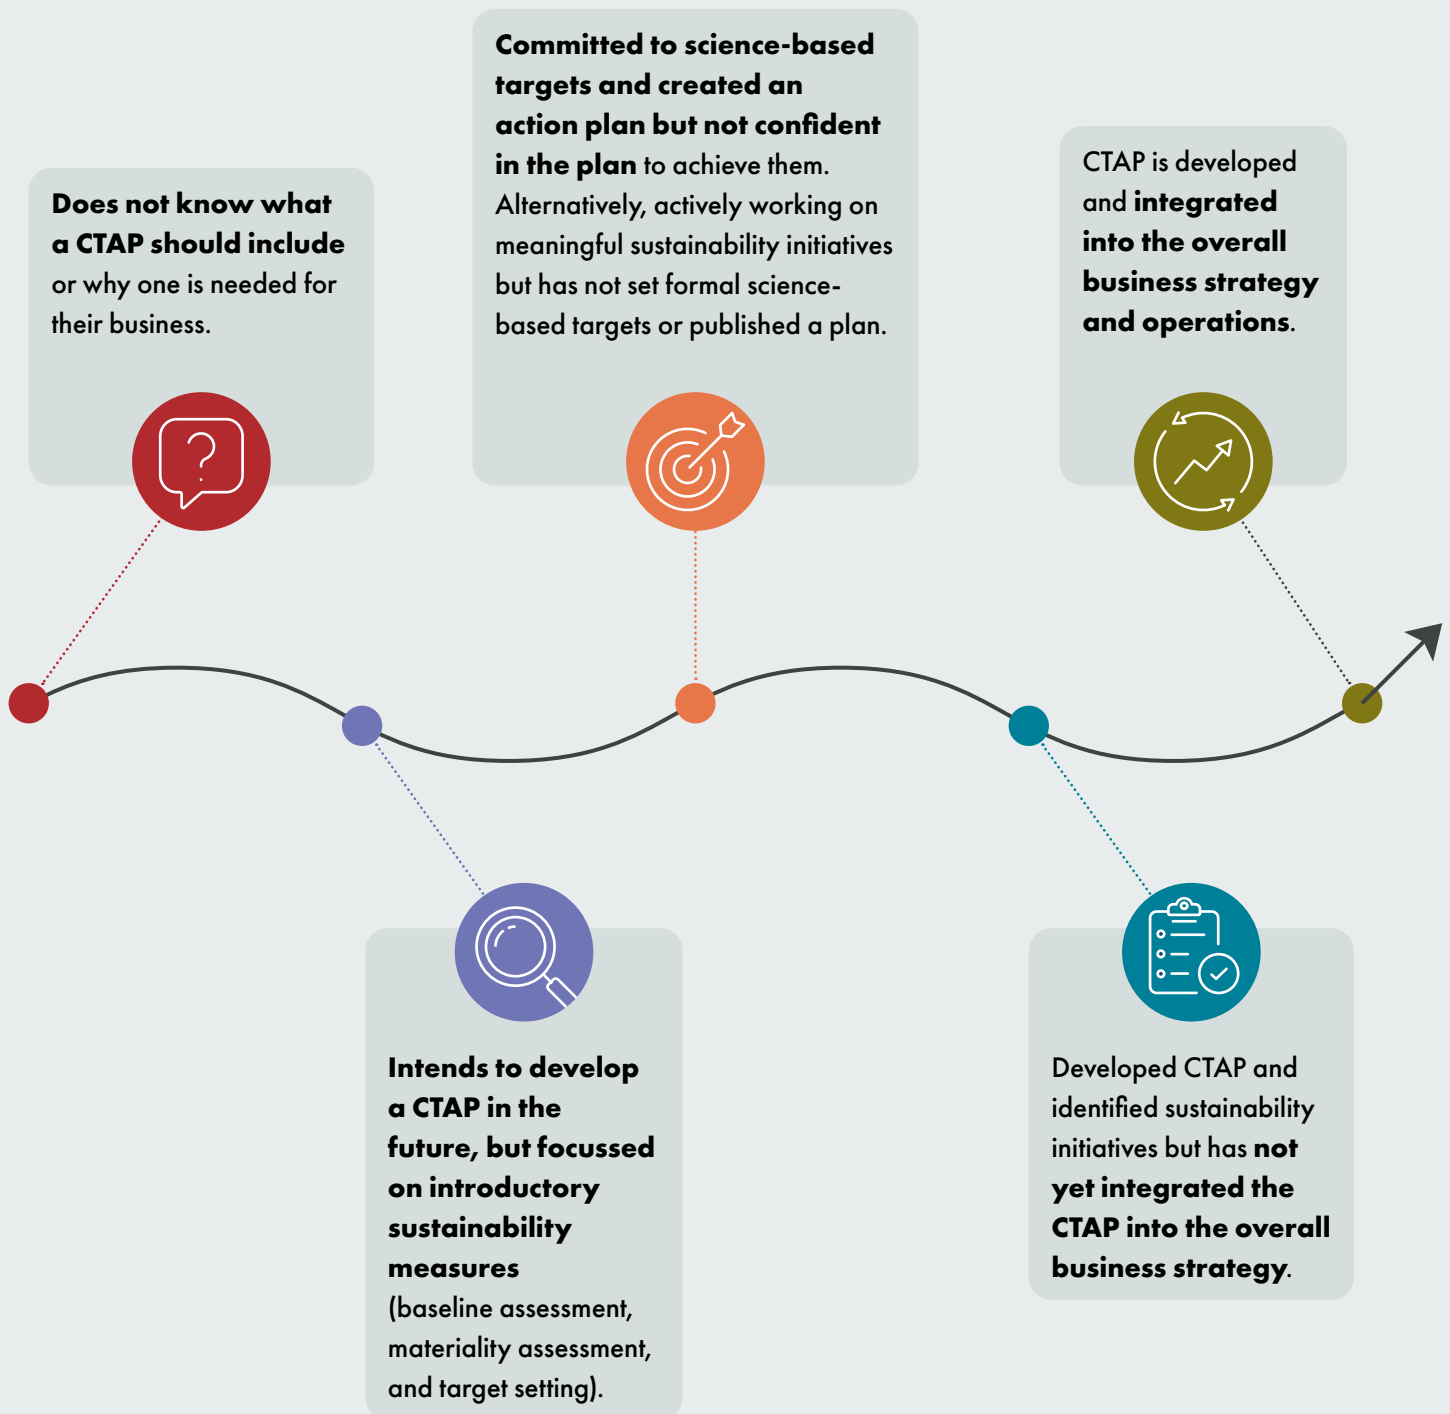 Does not know what
a CTAP should include
or why one is needed for
their business.
Intends to develop
a CTAP in the
future, but focussed
on introductory
sustainability
measures
(baseline assessment,
materiality assessment,
and target setting).
Committed to science-based
targets and created an
action plan but not confident
in the plan to achieve them.
Alternatively, actively working on
meaningful sustainability initiatives
but has not set formal science-
based targets or published a plan.
Developed CTAP and
identified sustainability
initiatives but has not
yet integrated the
CTAP into the overall
business strategy.
CTAP is developed
and integrated
into the overall
business strategy
and operations.